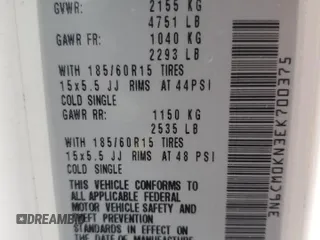 GVWR: 2155 KG
4751 LB
GAWR FR: 1040 KG
2293 LB
WITH 185/60R15 TIRES
15x5.5 JJ RIMS AT 44PSI
COLD SINGLE
GAWR RR: 1150 KG
2535 LB
WITH 185/60R15 TIRES
15x5.5 JJ RIMS AT 48 PSI
COLD SINGLE
THIS VEHICLE CONFORMS TO
ALL APPLICABLE FEDERAL
MOTOR VEHICLE SAFETY AND
THEFT PREVENTION
STANDARDS IN EFFECT ON
3N6CM0KN3EK700375